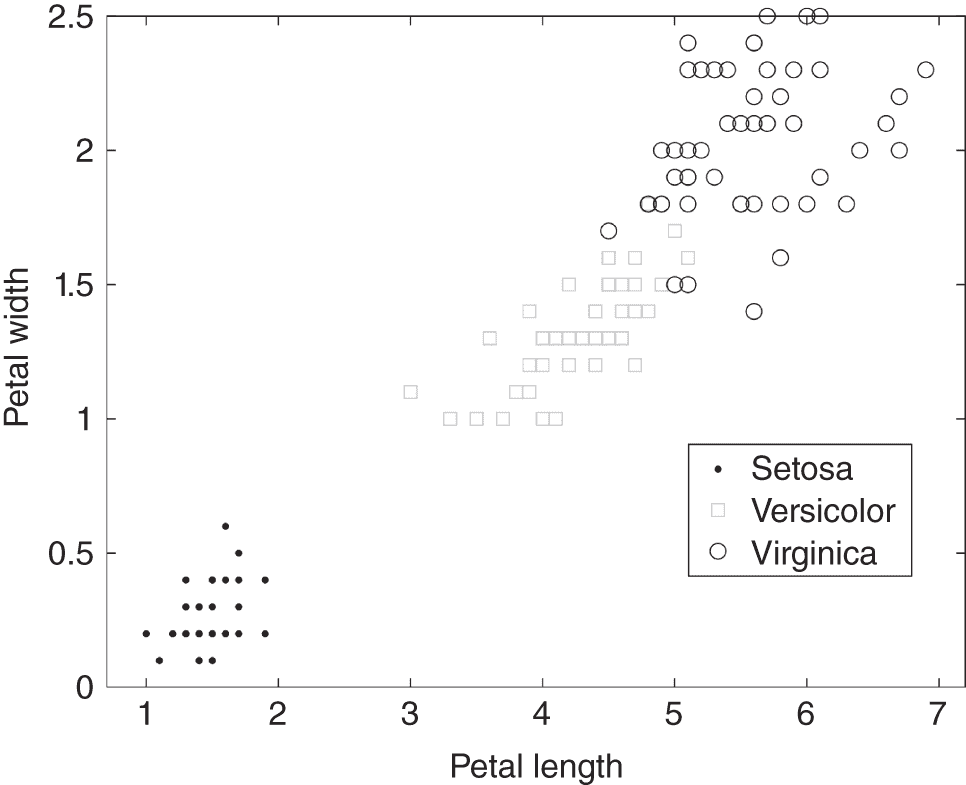 2.5
2
1.5
1
0.5
0
Petal width
Setosa
Versicolor
Virginica
1 2 3 4 5 6 7
Petal length